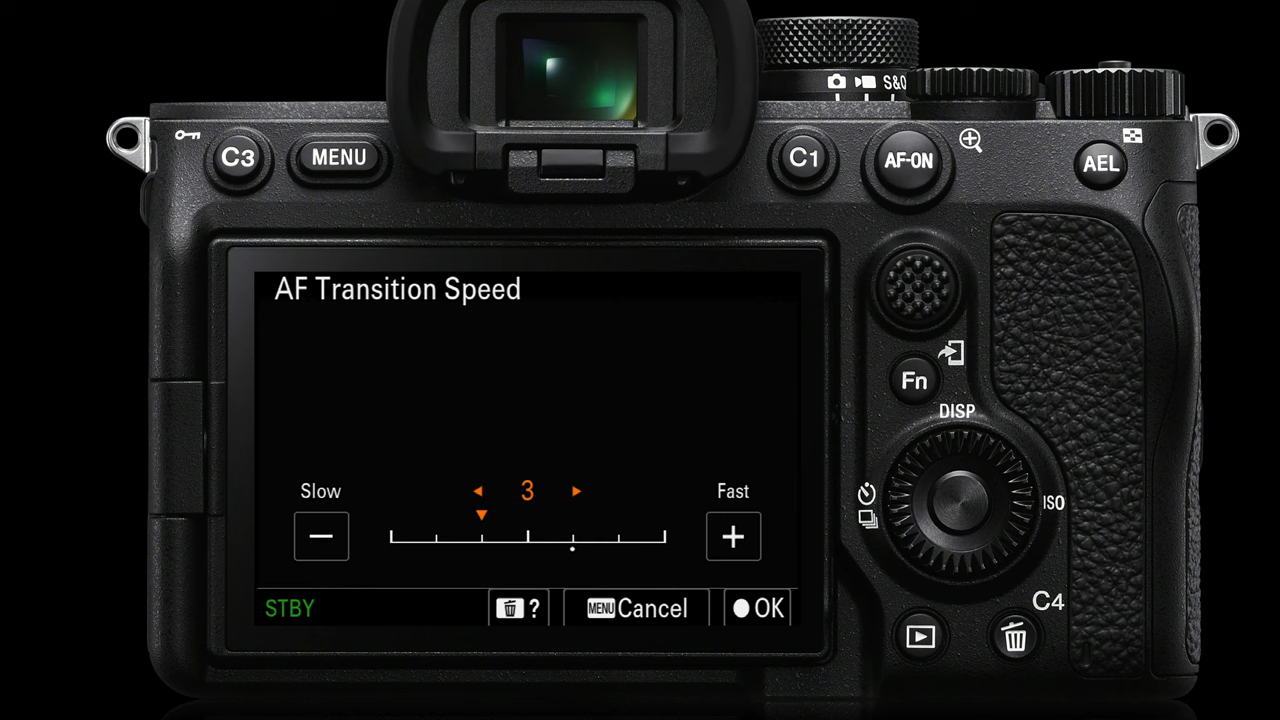 S&Q
C3
MENU
C1
AF-ON
AEL
AF Transition Speed
Fn
DISP
Slow
3
Fast
ISO
STBY
?
MENU Cancel
OK
C4